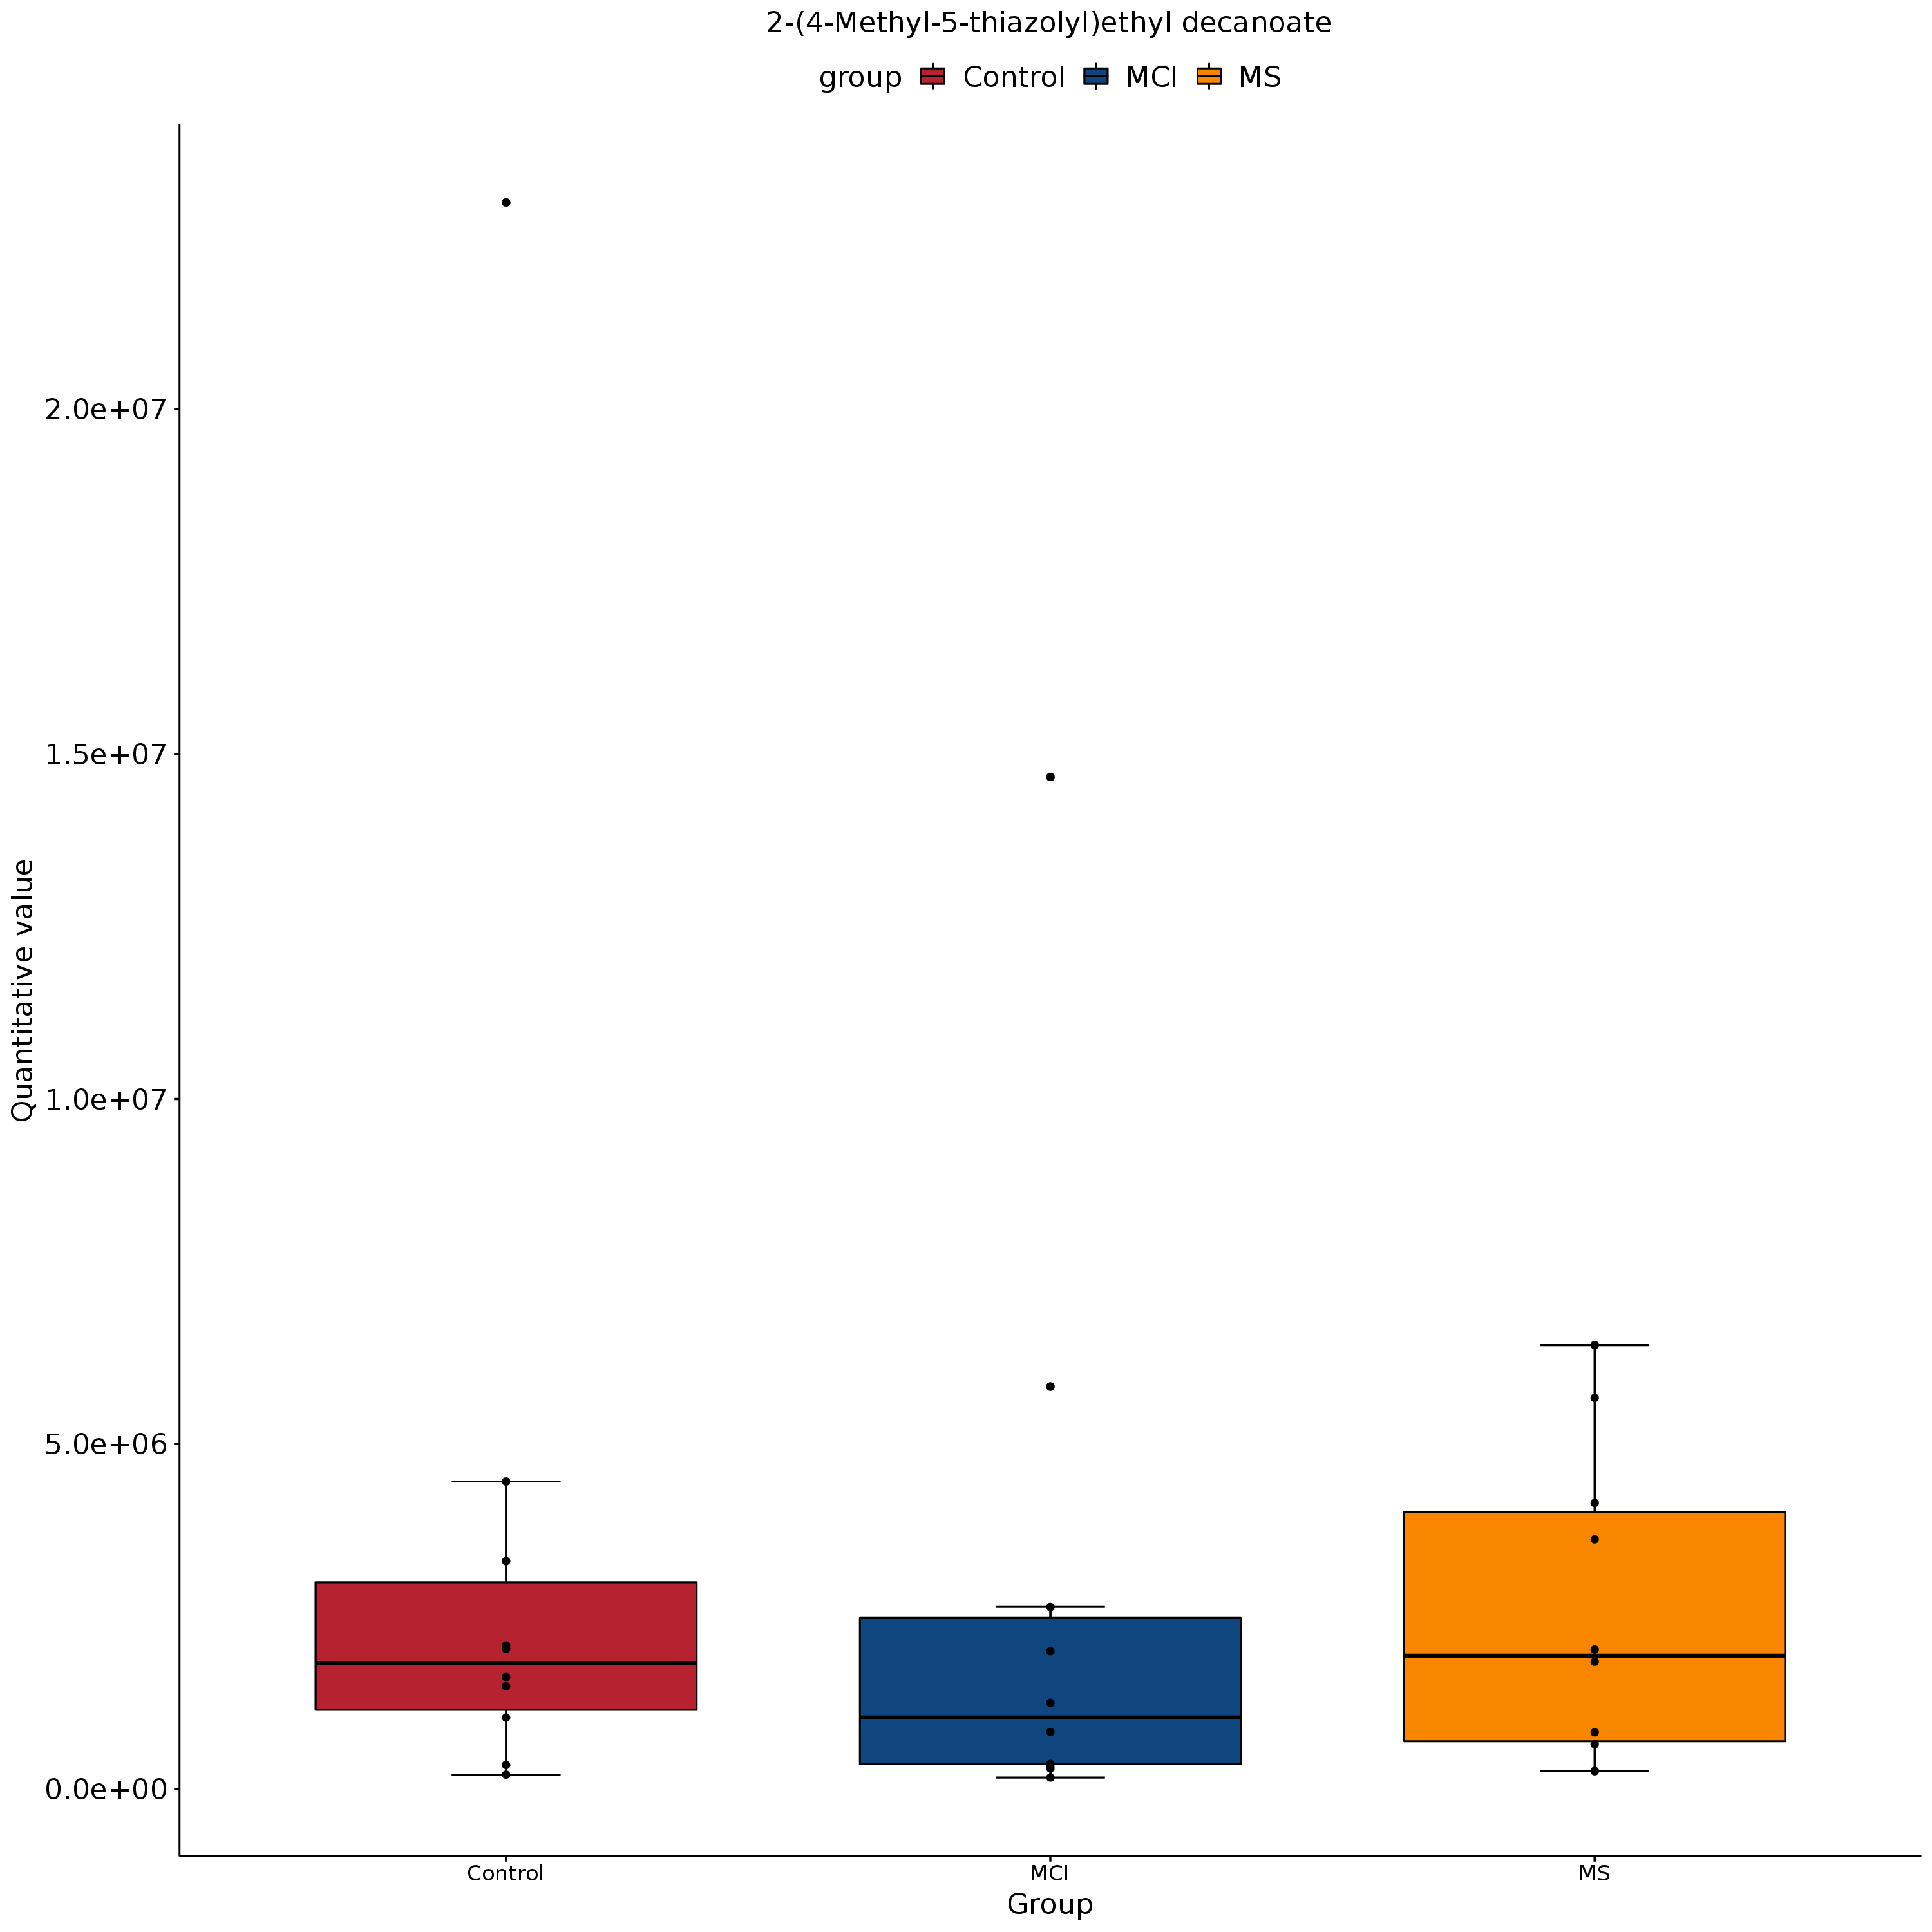 2-(4-Methyl-5-thiazolyl)ethyl decanoate
group Control MCI MS
Quantitative value
2.0e+07
1.5e+07
1.0e+07
5.0e+06
0.0e+00
Control MCI MS
Group